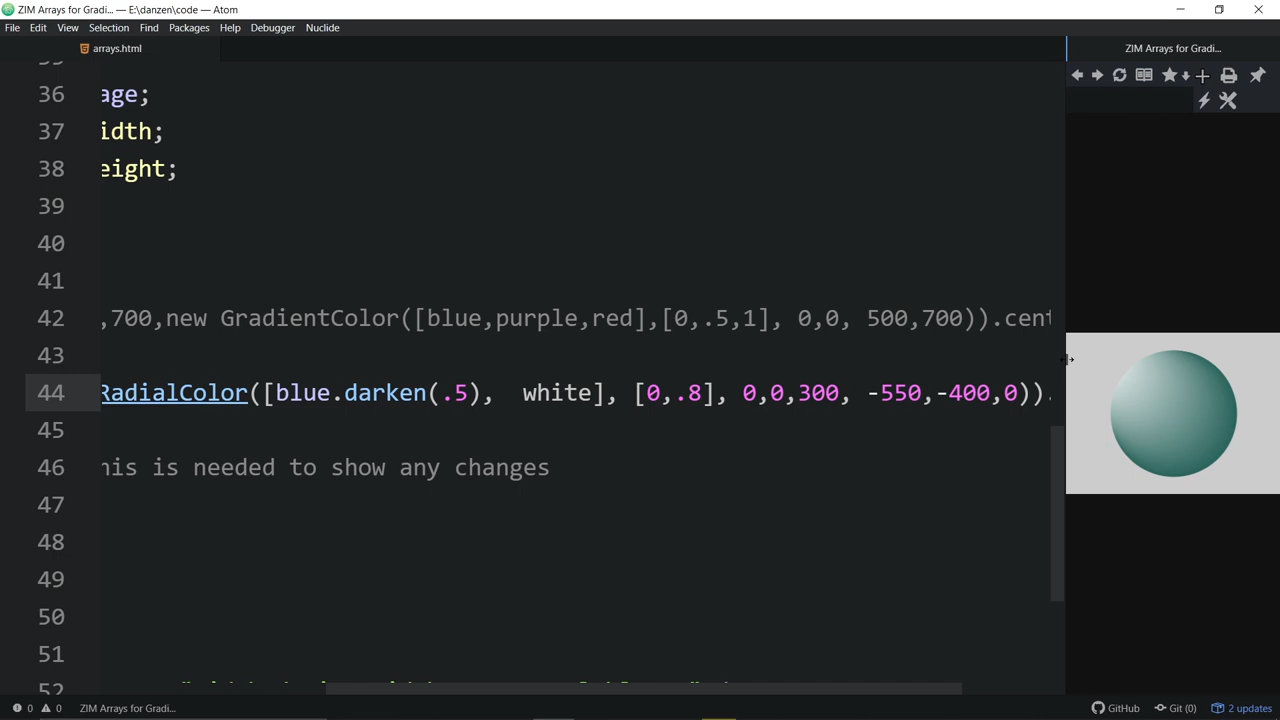 ZIM Arrays for Gradi... — E:\danzen\code — Atom
File Edit View Selection Find Packages Help Debugger Nuclide
arrays.html
ZIM Arrays for Gradi...
36 age;
37 idth;
38 eight;
39
40
41
42 ,700,new GradientColor([blue,purple,red],[0,.5,1], 0,0, 500,700)).cent
43
44 RadialColor([blue.darken(.5),  white], [0,.8], 0,0,300, -550,-400,0)).
45
46 his is needed to show any changes
47
48
49
50
51
52
0 0 ZIM Arrays for Gradi... GitHub Git (0) 2 updates